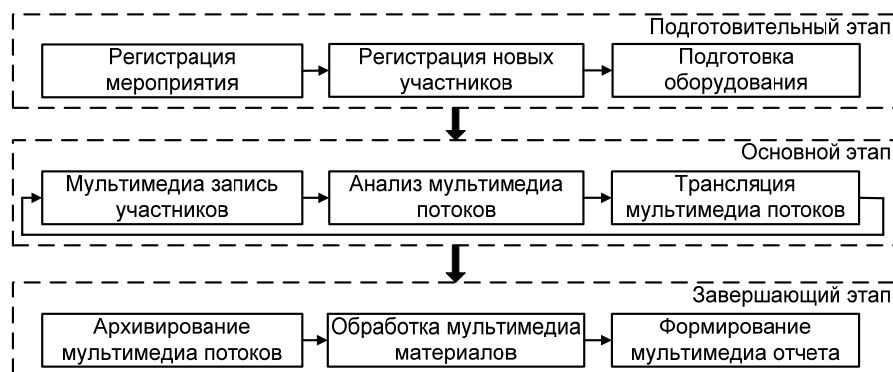 Подготовительный этап
Регистрация
мероприятия
Регистрация новых
участников
Подготовка
оборудования
Основной этап
Мультимедиа запись
участников
Анализ мультимедиа
потоков
Трансляция
мультимедиа потоков
Завершающий этап
Архивирование
мультимедиа потоков
Обработка мультимедиа
материалов
Формирование
мультимедиа отчета